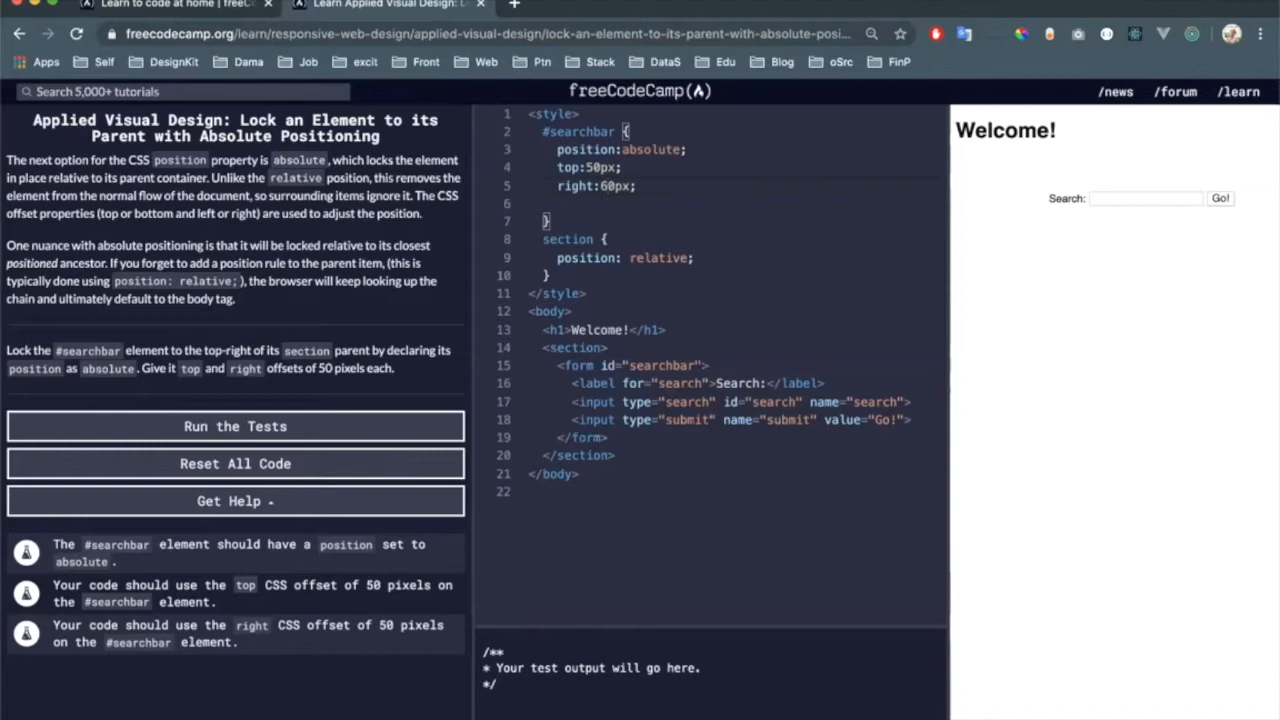 Learn to code at home | freeC
Learn Applied Visual Design: L
freecodecamp.org/learn/responsive-web-design/applied-visual-design/lock-an-element-to-its-parent-with-absolute-posi...
Apps Self DesignKit Dama Job excit Front Web Ptn Stack DataS Edu Blog oSrc FinP
Search 5,000+ tutorials
freeCodeCamp
/news /forum /learn
Applied Visual Design: Lock an Element to its
Parent with Absolute Positioning
The next option for the CSS position property is absolute, which locks the element
in place relative to its parent container. Unlike the relative position, this removes the
element from the normal flow of the document, so surrounding items ignore it. The CSS
offset properties (top or bottom and left or right) are used to adjust the position.
One nuance with absolute positioning is that it will be locked relative to its closest
positioned ancestor. If you forget to add a position rule to the parent item, (this is
typically done using position: relative;), the browser will keep looking up the
chain and ultimately default to the body tag.
Lock the #searchbar element to the top-right of its section parent by declaring its
position as absolute. Give it top and right offsets of 50 pixels each.
Run the Tests
Reset All Code
Get Help
The #searchbar element should have a position set to
absolute.
Your code should use the top CSS offset of 50 pixels on
the #searchbar element.
Your code should use the right CSS offset of 50 pixels
on the #searchbar element.
1 <style>
2 #searchbar {
3 position:absolute;
4 top:50px;
5 right:60px;
6
7 }
8 section {
9 position: relative;
10 }
11 </style>
12 <body>
13 <h1>Welcome!</h1>
14 <section>
15 <form id="searchbar">
16 <label for="search">Search:</label>
17 <input type="search" id="search" name="search">
18 <input type="submit" name="submit" value="Go!">
19 </form>
20 </section>
21 </body>
22
/**
* Your test output will go here.
*/
Welcome!
Search: Go!